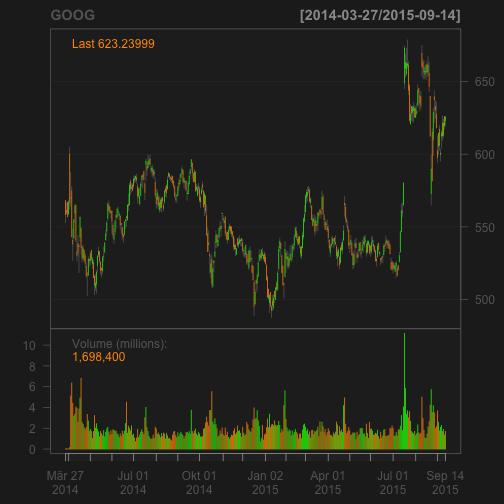 GOOG [2014-03-27/2015-09-14]
Last 623.23999
650
600
550
500
Volume (millions):
1,698,400
10
8
6
4
2
0
Mär 27 Jul 01 Okt 01 Jan 02 Apr 01 Jul 01 Sep 14
2014 2014 2014 2015 2015 2015 2015